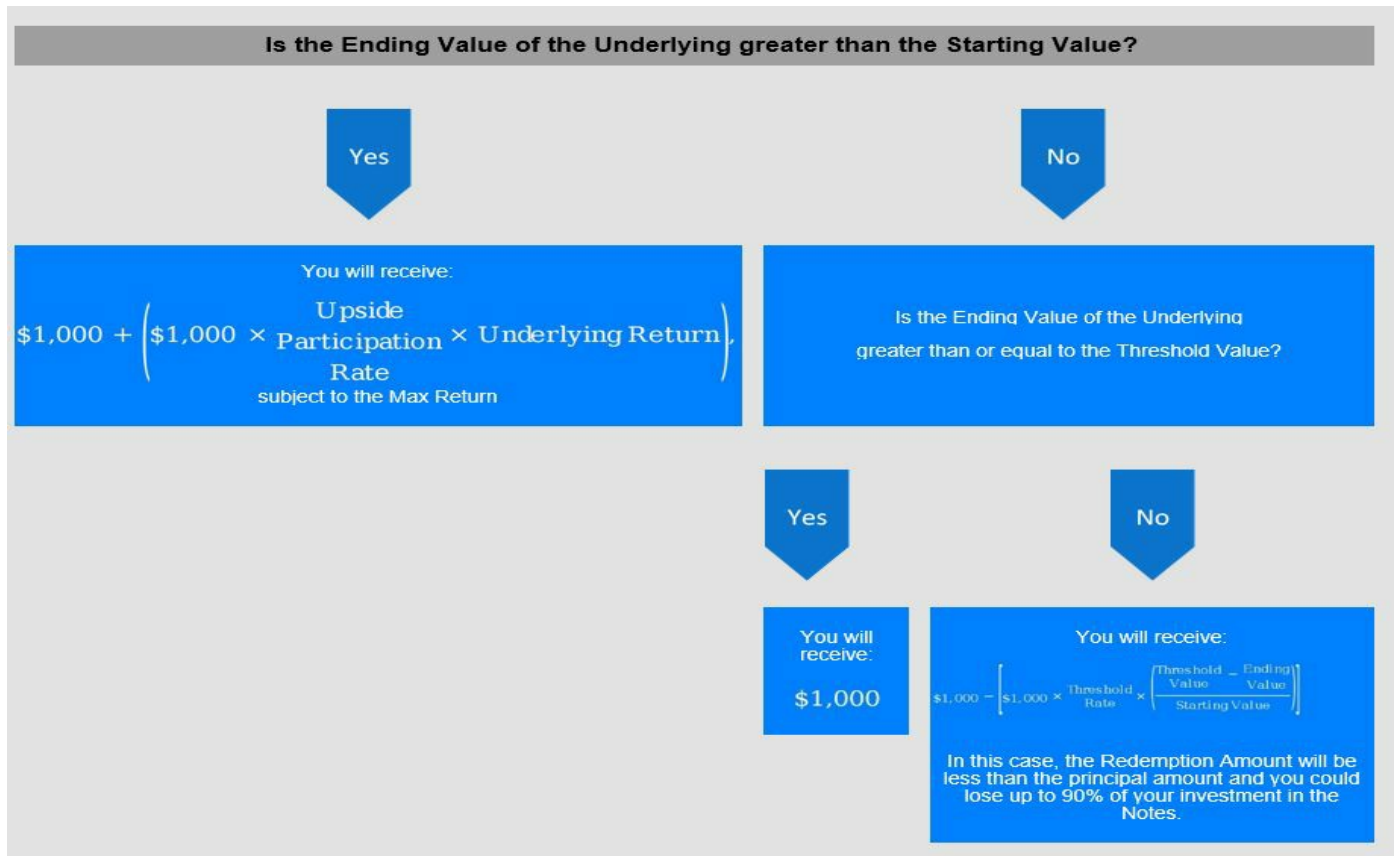 Is the Ending Value of the Underlying greater than the Starting Value?
Yes
No
You will receive:
$1,000 + ($1,000 × Upside Participation Rate × Underlying Return),
subject to the Max Return
Is the Ending Value of the Underlying
greater than or equal to the Threshold Value?
Yes
No
You will
receive:
$1,000
You will receive:
$1,000 − [$1,000 × Threshold Rate × ((Threshold Value − Ending Value) / Starting Value)]
In this case, the Redemption Amount will be
less than the principal amount and you could
lose up to 90% of your investment in the
Notes.